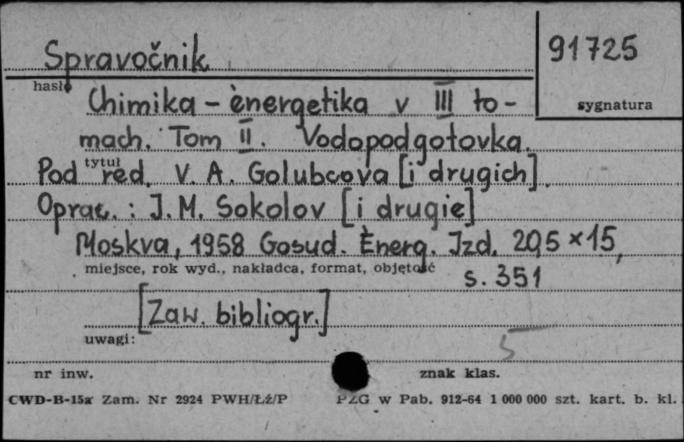 Spravočnik
91725
hasło
sygnatura
Chimika – ènergetika v III to-
mach. Tom II. Vodopodgotovka.
tytuł
Pod red. V. A. Golubcova [i drugich].
Oprac. : J. M. Sokolov [i drugie]
Moskva, 1958 Gosud. Ènerg. Izd. 20,5 × 15,
miejsce, rok wyd., nakładca, format, objętość
s. 351
[Zaw. bibliogr.]
uwagi:
5
nr inw.
znak klas.
CWD-B-15a Zam. Nr 2924 PWH/Łż/P
PZG w Pab. 912-64 1 000 000 szt. kart. b. kl.